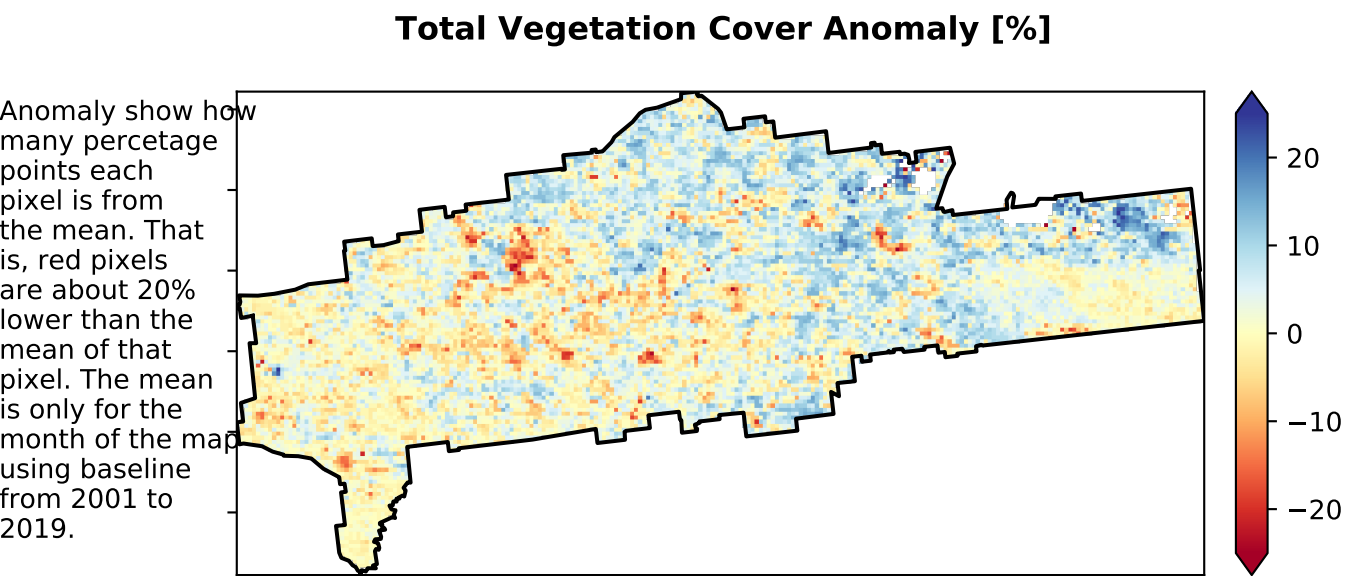 Total Vegetation Cover Anomaly [%]
Anomaly show how
many percetage
points each
pixel is from
the mean. That
is, red pixels
are about 20%
lower than the
mean of that
pixel. The mean
is only for the
month of the map
using baseline
from 2001 to
2019.
20
10
0
−10
−20